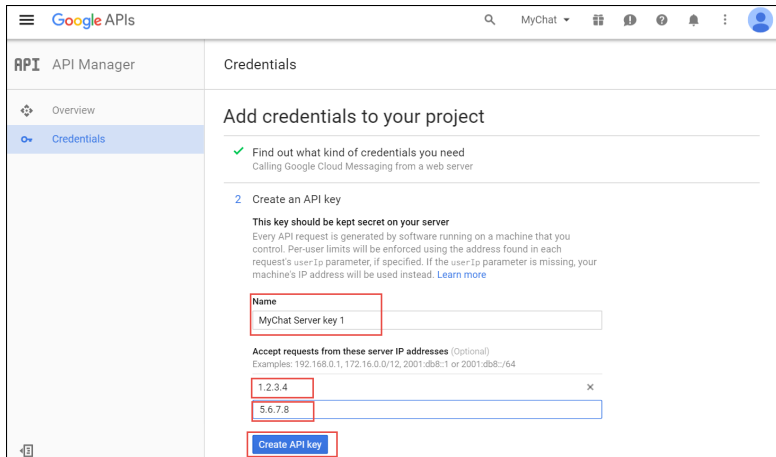 Google APIs
MyChat
API API Manager
Credentials
Overview
Credentials
Add credentials to your project
Find out what kind of credentials you need
Calling Google Cloud Messaging from a web server
2 Create an API key
This key should be kept secret on your server
Every API request is generated by software running on a machine that you
control. Per-user limits will be enforced using the address found in each
request's userIp parameter, if specified. If the userIp parameter is missing, your
machine's IP address will be used instead. Learn more
Name
MyChat Server key 1
Accept requests from these server IP addresses (Optional)
Examples: 192.168.0.1, 172.16.0.0/12, 2001:db8::1 or 2001:db8::/64
1.2.3.4
5.6.7.8
Create API key